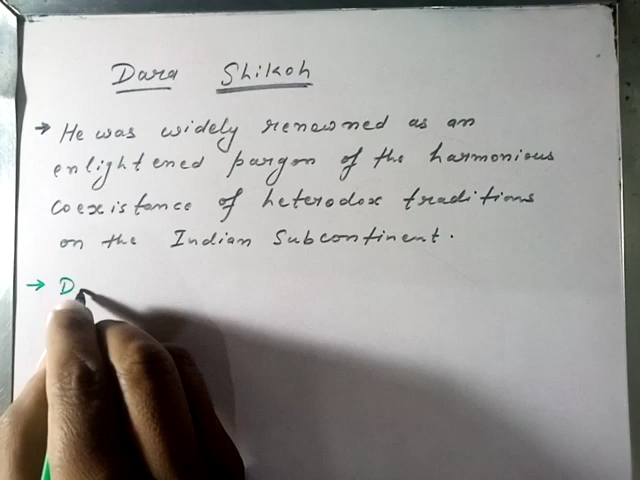 Dara Shikoh
→ He was widely renowned as an
enlightened pargon of the harmonious
coexistance of heterodox traditions
on the Indian Subcontinent.
→ D